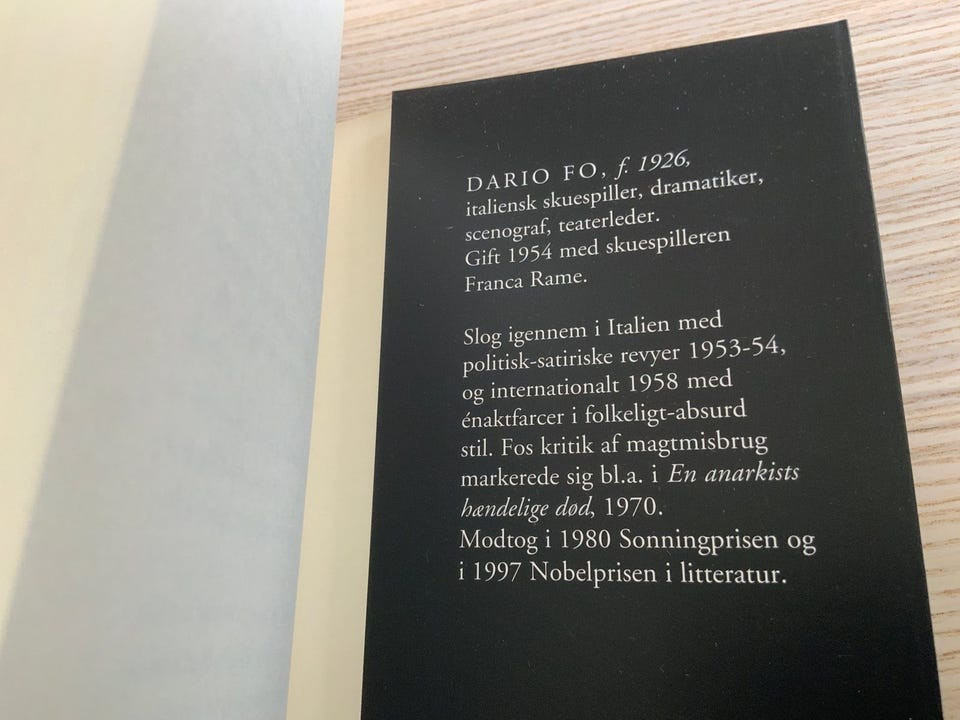 DARIO FO, f. 1926,
italiensk skuespiller, dramatiker,
scenograf, teaterleder.
Gift 1954 med skuespilleren
Franca Rame.
Slog igennem i Italien med
politisk-satiriske revyer 1953-54,
og internationalt 1958 med
énaktfarcer i folkeligt-absurd
stil. Fos kritik af magtmisbrug
markerede sig bl.a. i En anarkists
hændelige død, 1970.
Modtog i 1980 Sonningprisen og
i 1997 Nobelprisen i litteratur.